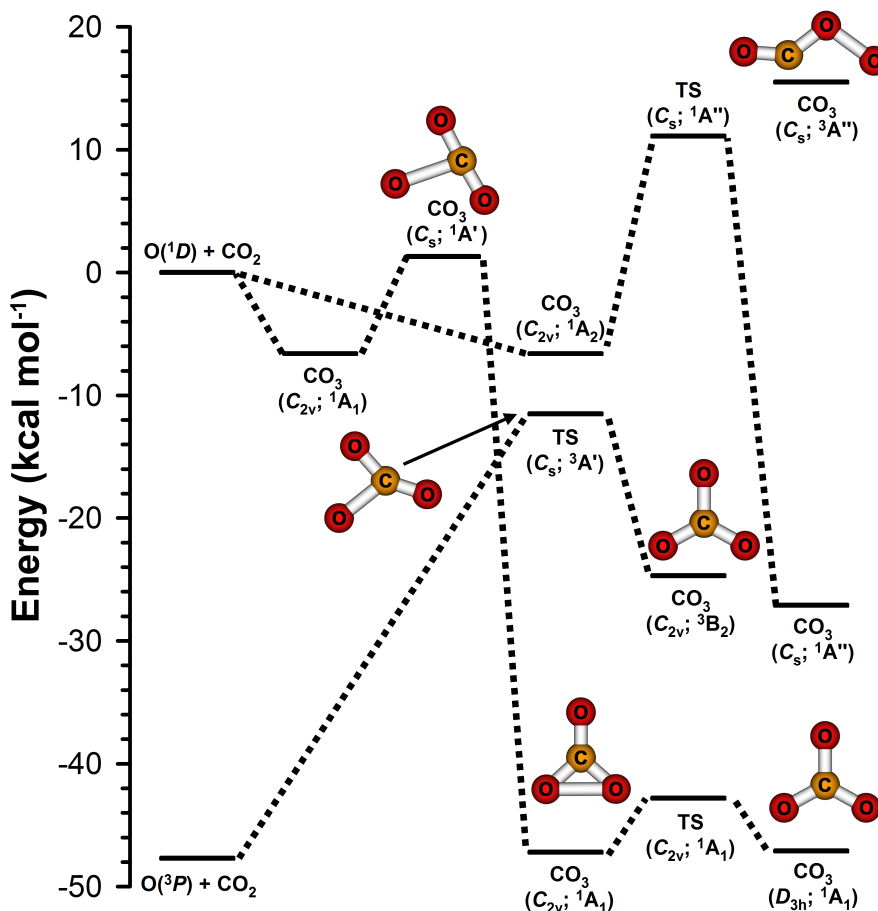 Energy (kcal mol⁻¹)
20
10
0
-10
-20
-30
-40
-50
O C O O
CO₃
(Cₛ; ³A'')
TS
(Cₛ; ¹A'')
O O C O
CO₃
(Cₛ; ¹A')
O(¹D) + CO₂
CO₃
(C₂ᵥ; ¹A₁)
CO₃
(C₂ᵥ; ¹A₂)
TS
(Cₛ; ³A')
O C O O
O C O O
CO₃
(C₂ᵥ; ³B₂)
CO₃
(Cₛ; ¹A'')
O C O O
O C O O
TS
(C₂ᵥ; ¹A₁)
O(³P) + CO₂
CO₃
(C₂ᵥ; ¹A₁)
CO₃
(D₃ₕ; ¹A₁)